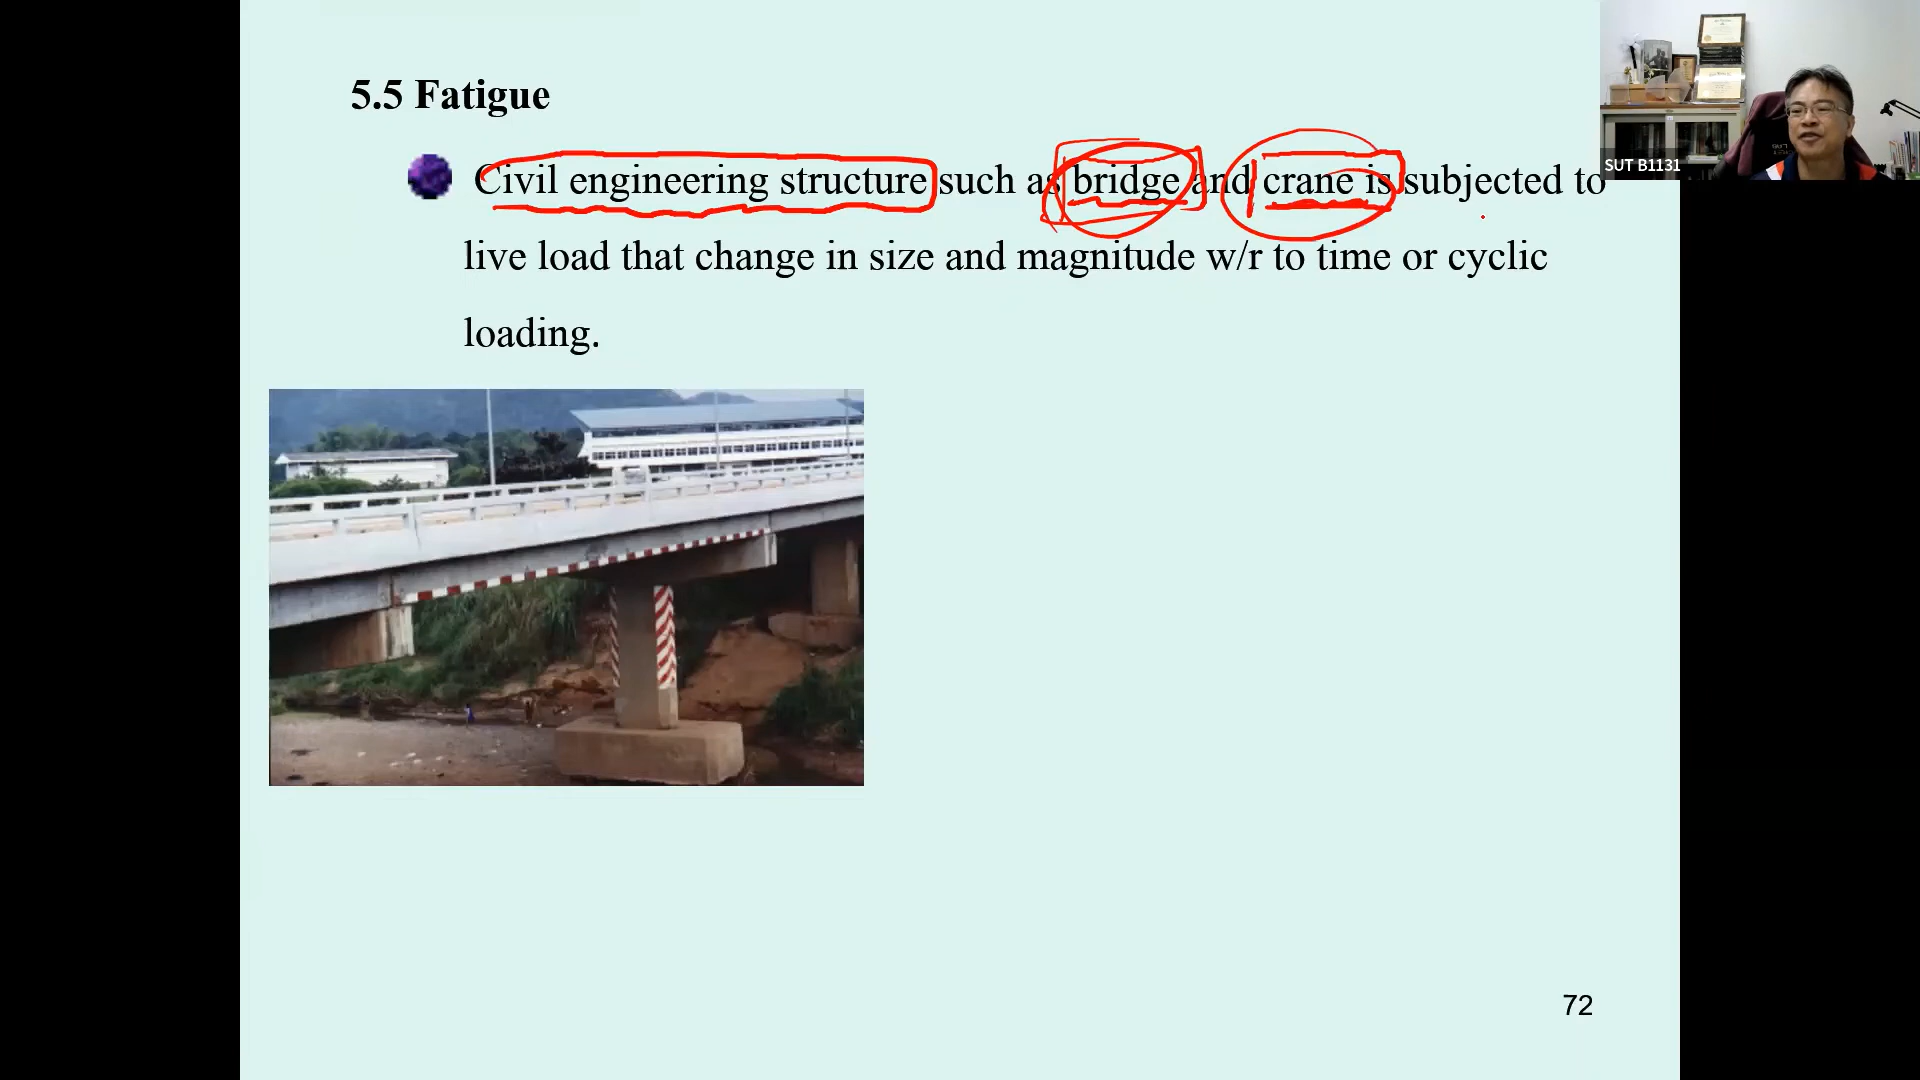 5.5 Fatigue
Civil engineering structure such as bridge and crane is subjected to
live load that change in size and magnitude w/r to time or cyclic
loading.
SUT B1131
72